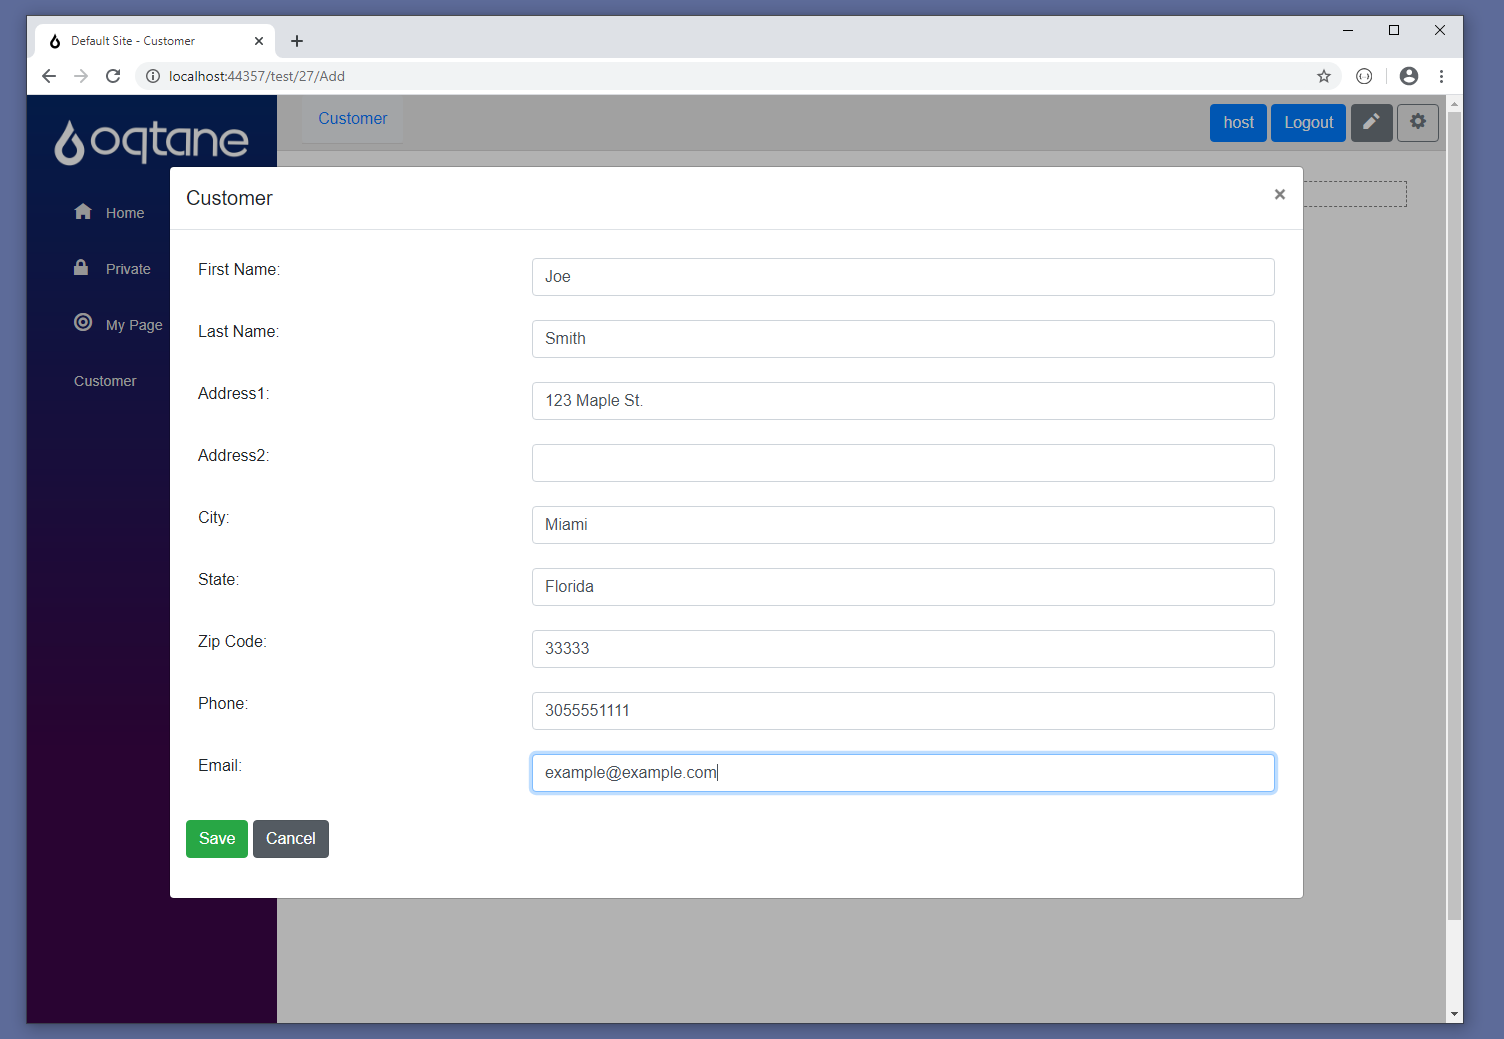 Default Site - Customer
localhost:44357/test/27/Add
oqtane
Customer
host
Logout
Home
Private
My Page
Customer
Customer
First Name:
Joe
Last Name:
Smith
Address1:
123 Maple St.
Address2:
City:
Miami
State:
Florida
Zip Code:
33333
Phone:
3055551111
Email:
example@example.com
Save
Cancel